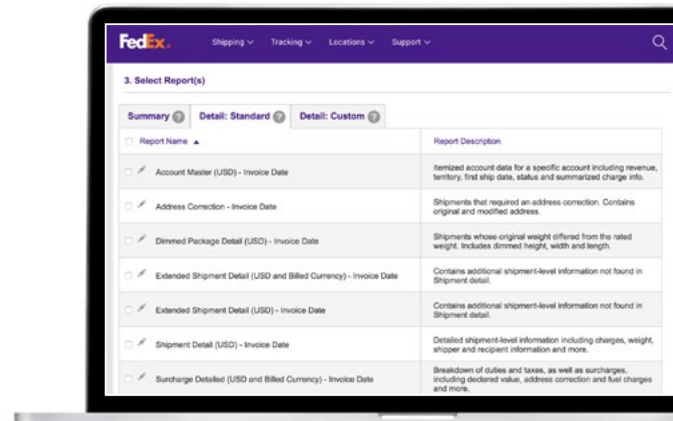 FedEx.
Shipping
Tracking
Locations
Support
3. Select Report(s)
Summary ?
Detail: Standard ?
Detail: Custom ?
Report Name
Report Description
Account Master (USD) - Invoice Date
Itemized account data for a specific account including revenue,
territory, first ship date, status and summarized charge info.
Address Correction - Invoice Date
Shipments that required an address correction. Contains
original and modified address.
Dimmed Package Detail (USD) - Invoice Date
Shipments whose original weight differed from the rated
weight. Includes dimmed height, width and length.
Extended Shipment Detail (USD and Billed Currency) - Invoice Date
Contains additional shipment-level information not found in
Shipment detail.
Extended Shipment Detail (USD) - Invoice Date
Contains additional shipment-level information not found in
Shipment detail.
Shipment Detail (USD) - Invoice Date
Detailed shipment-level information including charges, weight,
shipper and recipient information and more.
Surcharge Detailed (USD and Billed Currency) - Invoice Date
Breakdown of duties and taxes, as well as surcharges,
including declared value, address correction and fuel charges
and more.